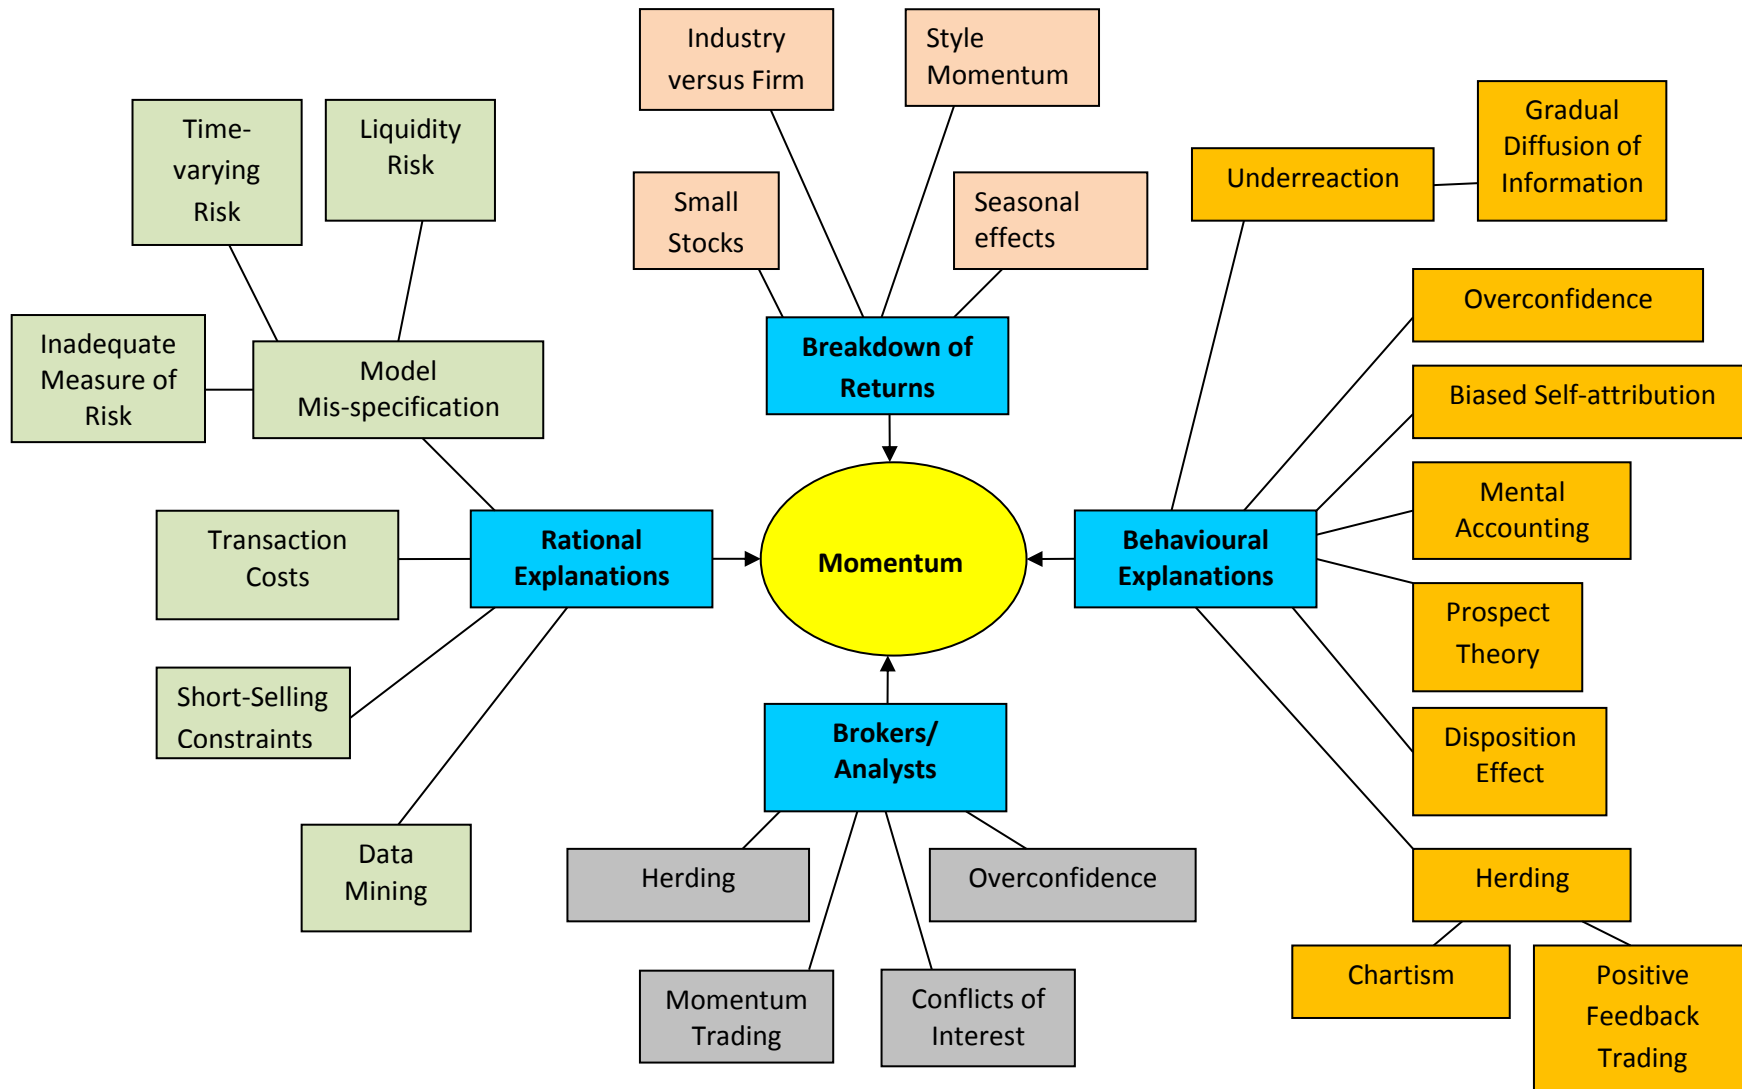 Industry
versus Firm
Style
Momentum
Time-
varying
Risk
Liquidity
Risk
Small
Stocks
Seasonal
effects
Underreaction
Gradual
Diffusion of
Information
Overconfidence
Inadequate
Measure of
Risk
Model
Mis-specification
Breakdown of
Returns
Biased Self-attribution
Mental
Accounting
Transaction
Costs
Rational
Explanations
Momentum
Behavioural
Explanations
Prospect
Theory
Short-Selling
Constraints
Brokers/
Analysts
Disposition
Effect
Data
Mining
Herding
Overconfidence
Herding
Momentum
Trading
Conflicts of
Interest
Chartism
Positive
Feedback
Trading